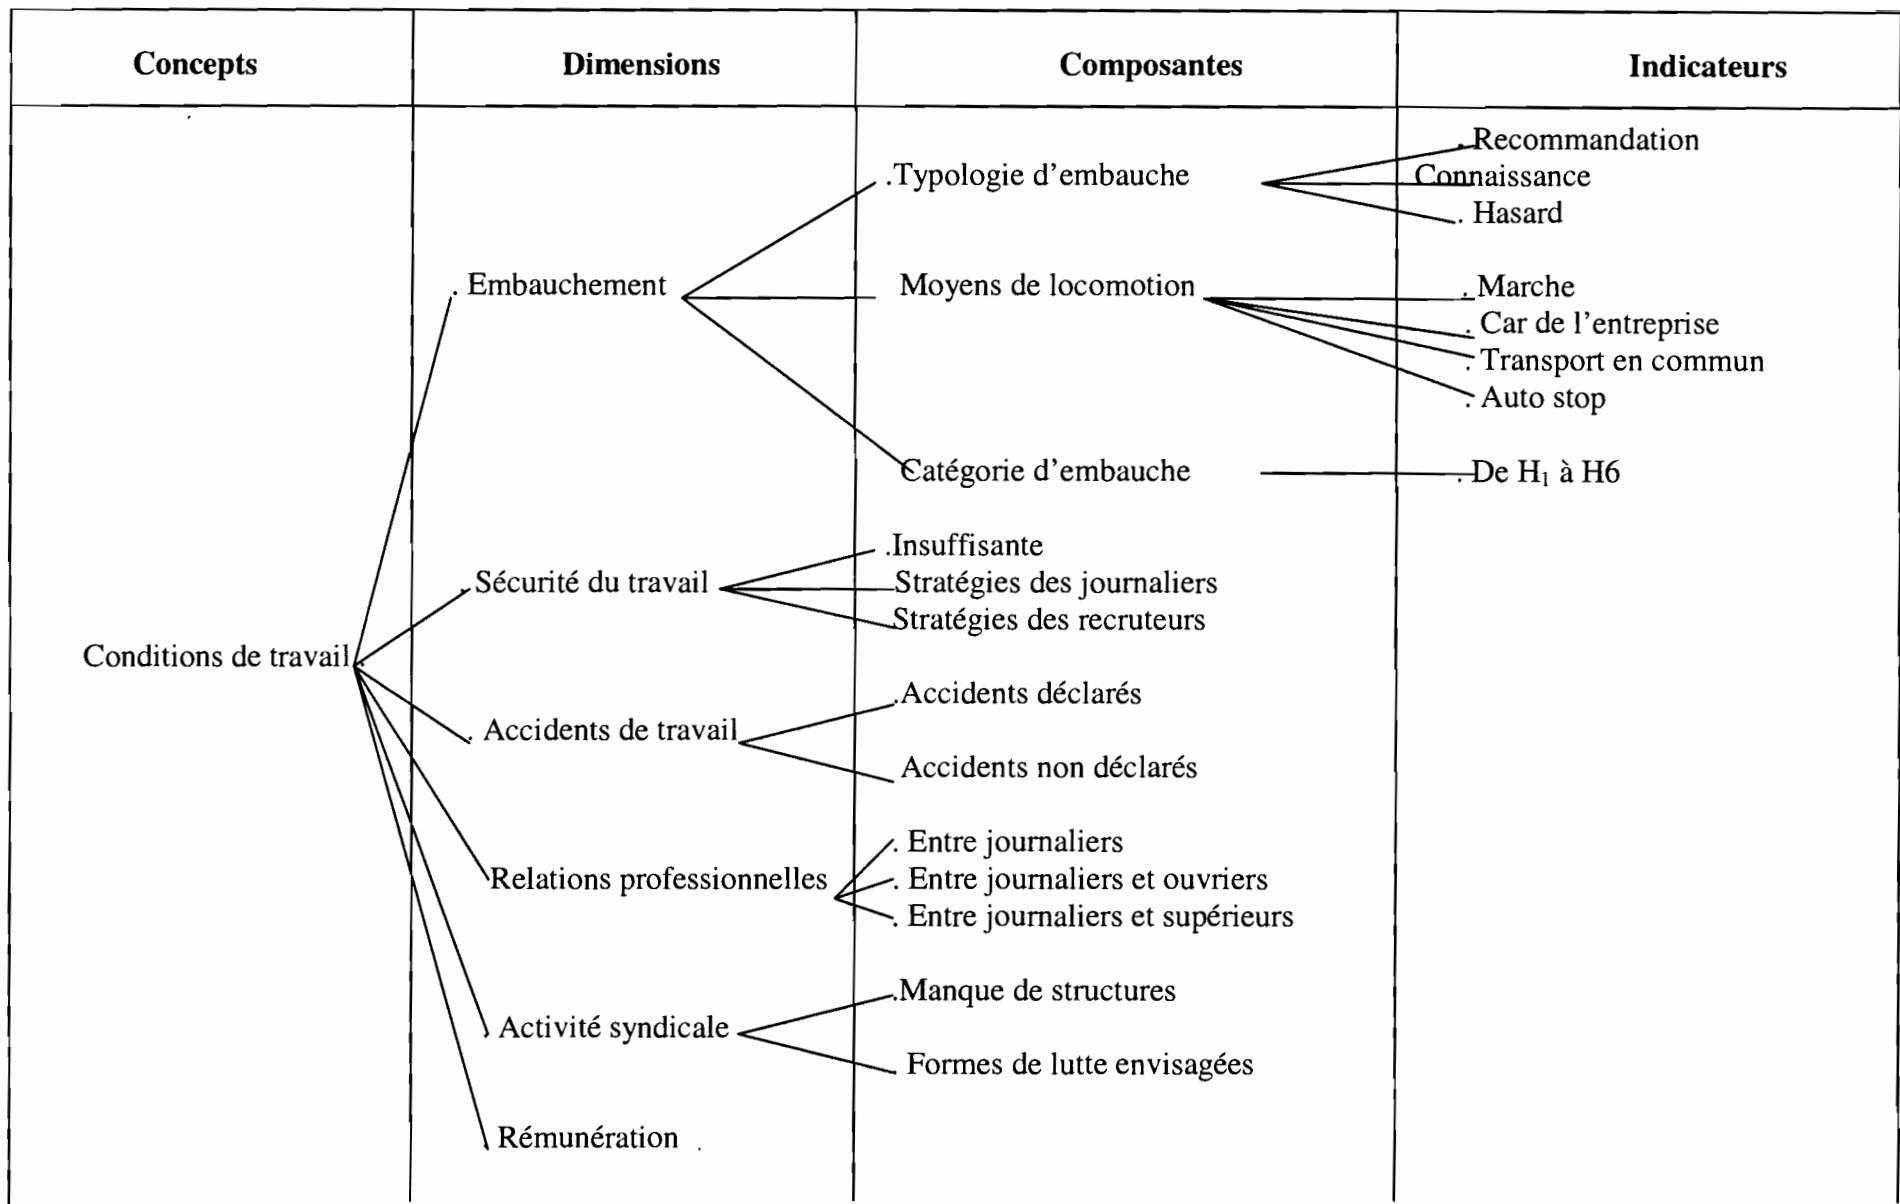 Concepts
Dimensions
Composantes
Indicateurs
. Recommandation
.Typologie d’embauche
Connaissance
. Hasard
. Embauchement
Moyens de locomotion
. Marche
. Car de l’entreprise
. Transport en commun
. Auto stop
Catégorie d’embauche
. De H₁ à H6
.Insuffisante
. Sécurité du travail
Stratégies des journaliers
Stratégies des recruteurs
Conditions de travail.
.Accidents déclarés
. Accidents de travail
Accidents non déclarés
. Entre journaliers
Relations professionnelles
. Entre journaliers et ouvriers
. Entre journaliers et supérieurs
.Manque de structures
. Activité syndicale
. Formes de lutte envisagées
. Rémunération